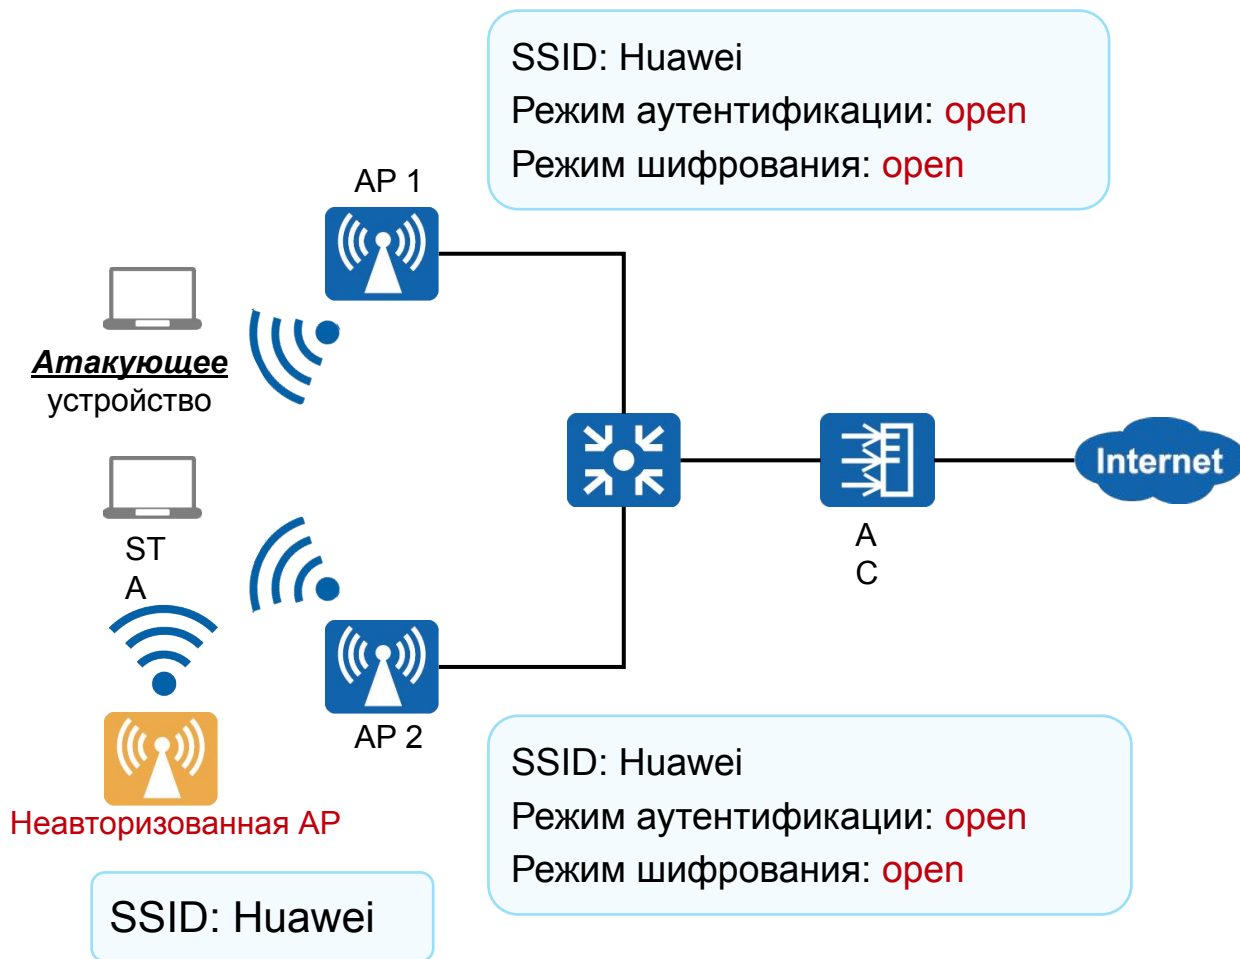 SSID: Huawei
Режим аутентификации: open
Режим шифрования: open
AP 1
Атакующее
устройство
Internet
ST
A
A
C
AP 2
SSID: Huawei
Режим аутентификации: open
Режим шифрования: open
Неавторизованная AP
SSID: Huawei